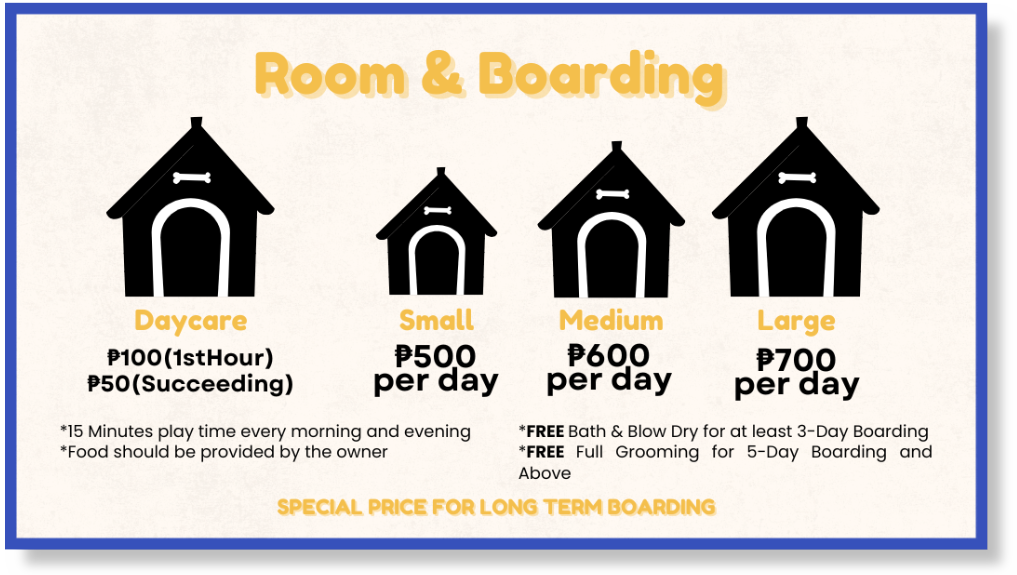 Room & Boarding
Daycare
₱100(1stHour)
₱50(Succeeding)
Small
₱500
per day
Medium
₱600
per day
Large
₱700
per day
*15 Minutes play time every morning and evening
*Food should be provided by the owner
*FREE Bath & Blow Dry for at least 3-Day Boarding
*FREE Full Grooming for 5-Day Boarding and
Above
SPECIAL PRICE FOR LONG TERM BOARDING